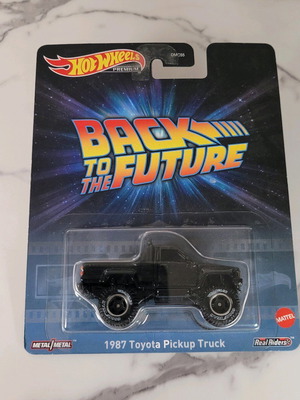 Hot Wheels
PREMIUM
BACK
TO THE
FUTURE
1987 Toyota Pickup Truck
METAL/METAL
MATTEL
Real Riders